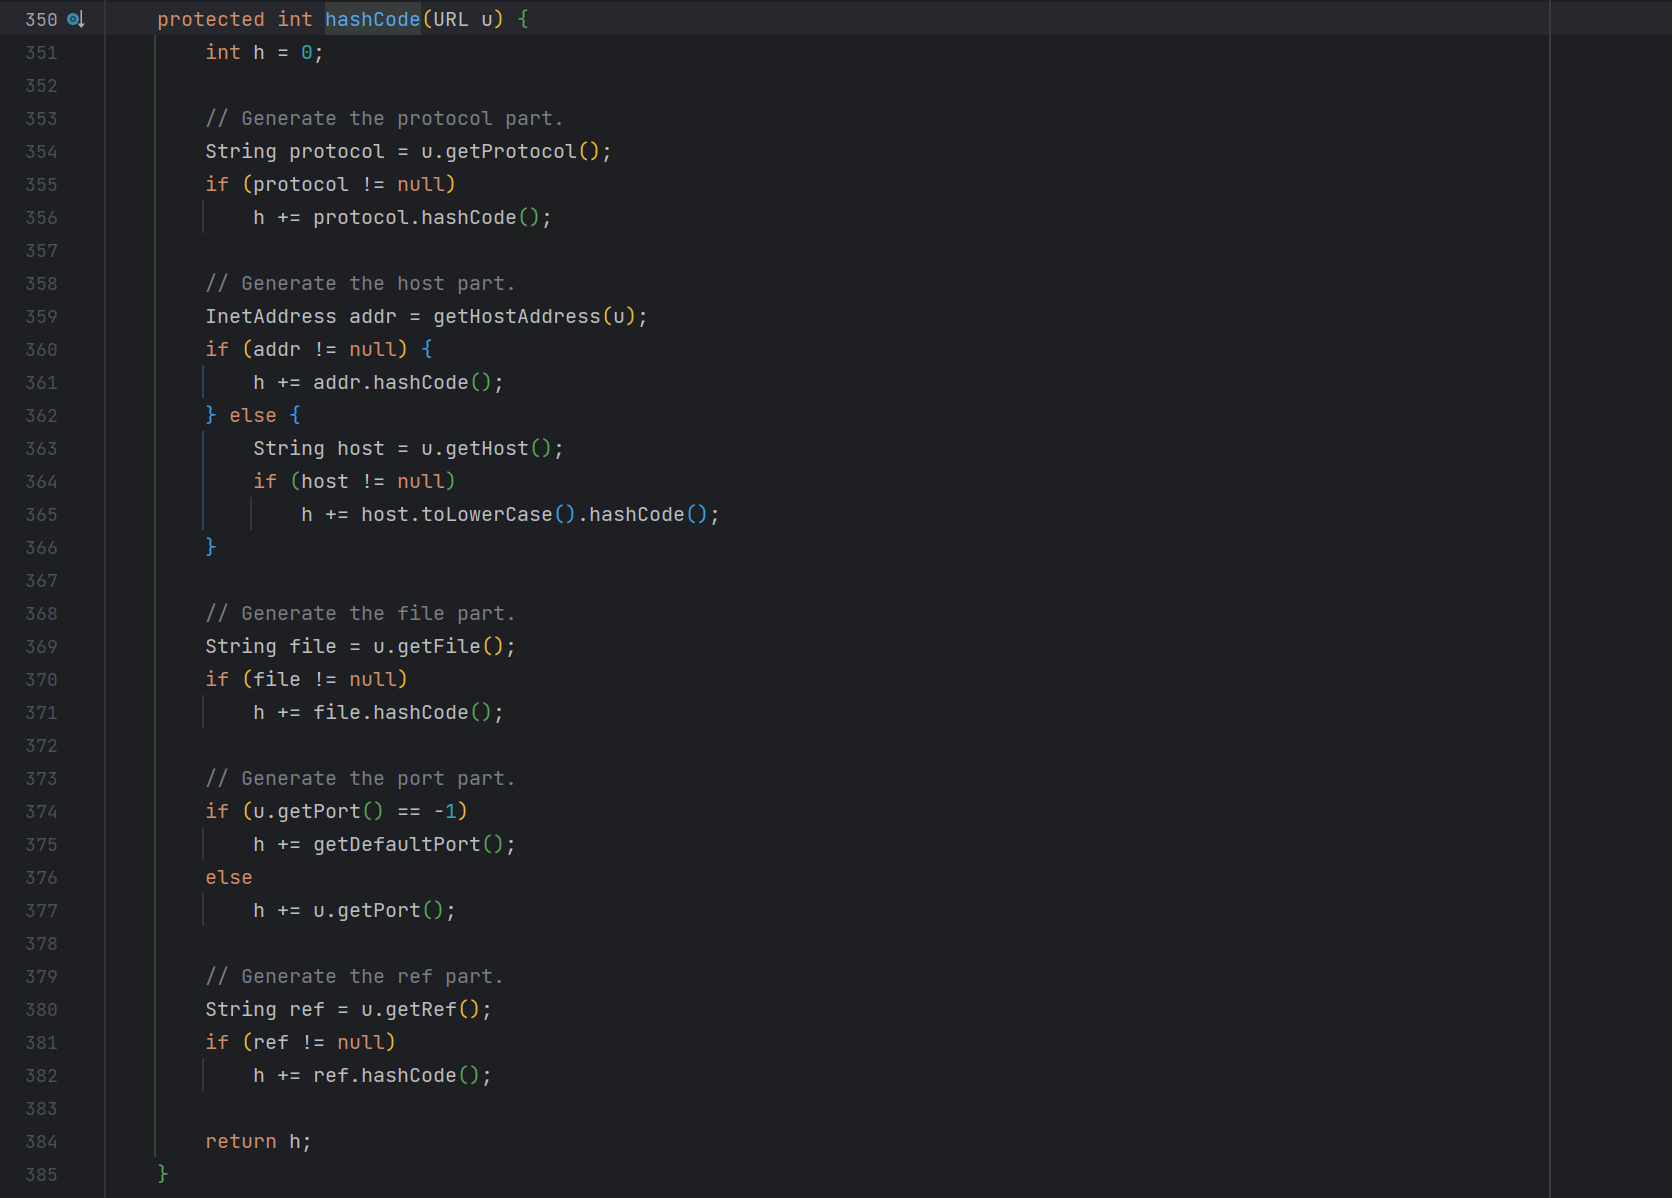 350 protected int hashCode(URL u) {
351 int h = 0;
352
353 // Generate the protocol part.
354 String protocol = u.getProtocol();
355 if (protocol != null)
356 h += protocol.hashCode();
357
358 // Generate the host part.
359 InetAddress addr = getHostAddress(u);
360 if (addr != null) {
361 h += addr.hashCode();
362 } else {
363 String host = u.getHost();
364 if (host != null)
365 h += host.toLowerCase().hashCode();
366 }
367
368 // Generate the file part.
369 String file = u.getFile();
370 if (file != null)
371 h += file.hashCode();
372
373 // Generate the port part.
374 if (u.getPort() == -1)
375 h += getDefaultPort();
376 else
377 h += u.getPort();
378
379 // Generate the ref part.
380 String ref = u.getRef();
381 if (ref != null)
382 h += ref.hashCode();
383
384 return h;
385 }